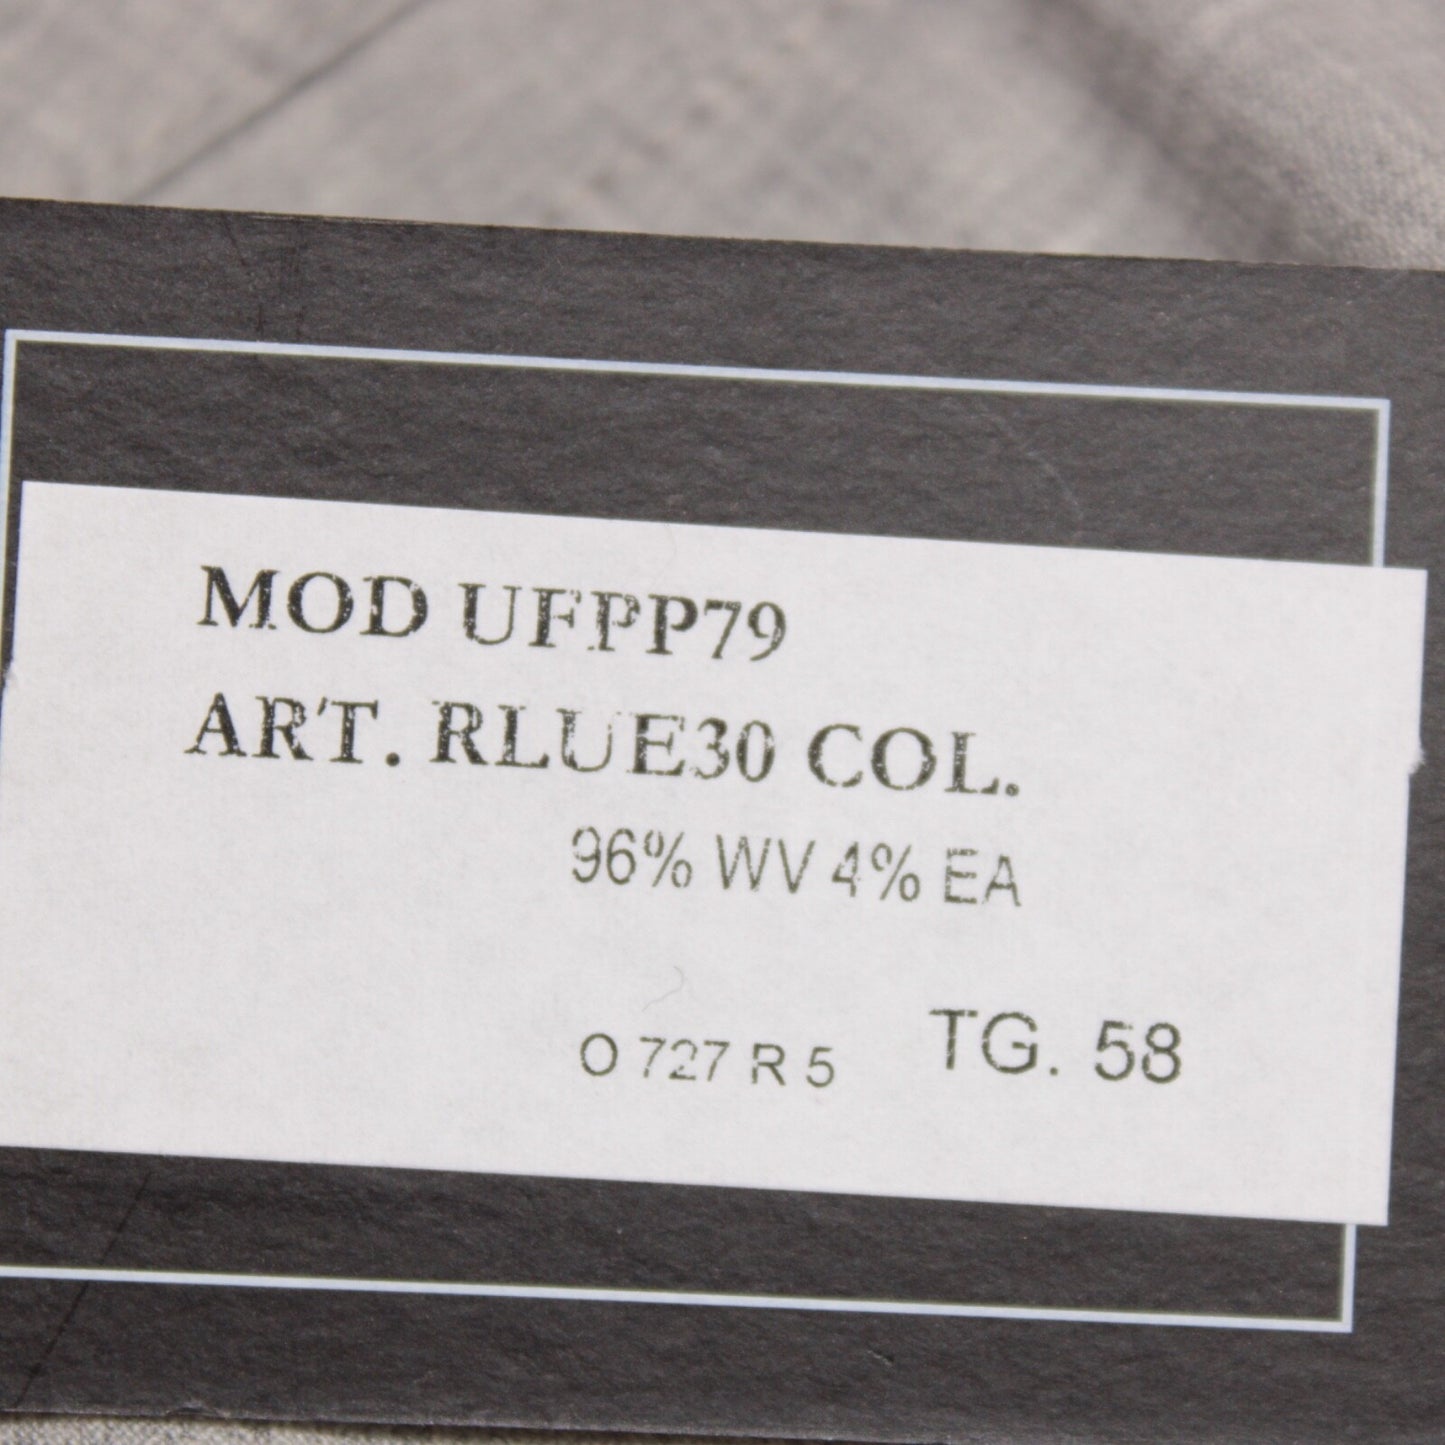 MOD UFPP79
ART. RLUE30 COL.
96% WV 4% EA
O 727 R 5 TG. 58